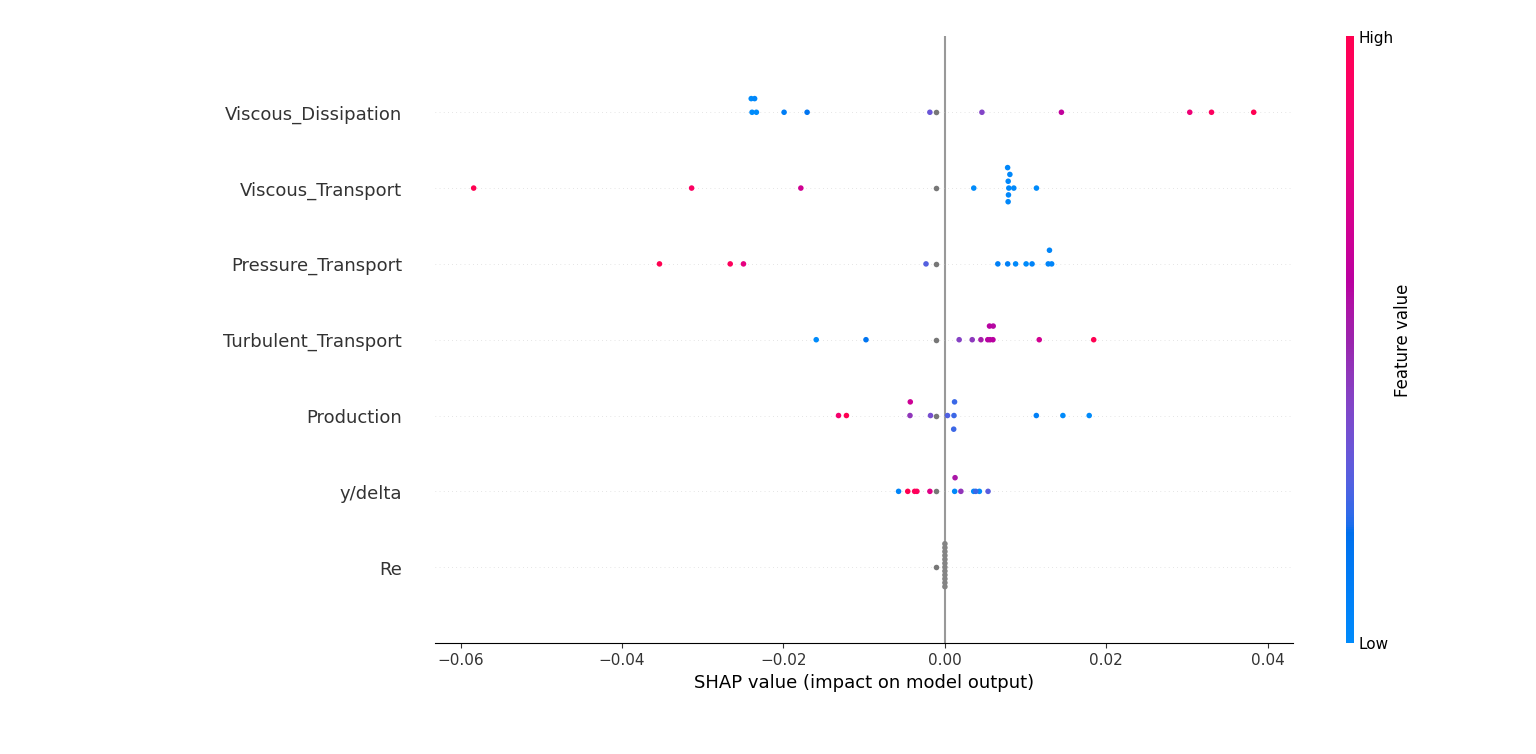 High
Viscous_Dissipation
Viscous_Transport
Pressure_Transport
Turbulent_Transport
Production
y/delta
Re
Feature value
Low
−0.06 −0.04 −0.02 0.00 0.02 0.04
SHAP value (impact on model output)